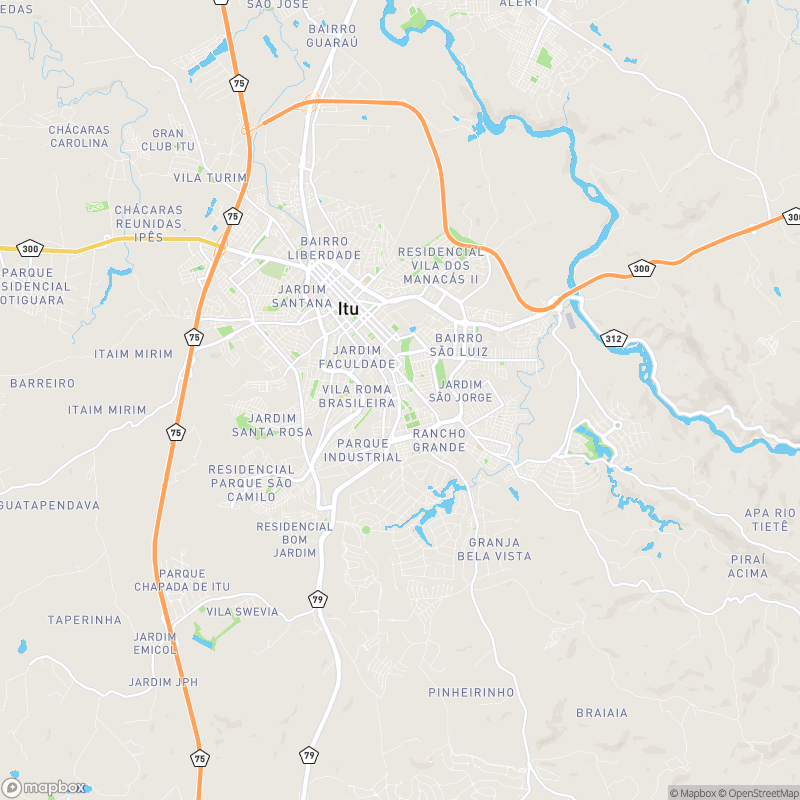 EDAS
SÃO JOSÉ
ALERT
BAIRRO
GUARAÚ
75
CHÁCARAS
CAROLINA
GRAN
CLUB ITU
VILA TURIM
CHÁCARAS
REUNIDAS
IPÊS
75
300
300
BAIRRO
LIBERDADE
RESIDENCIAL
VILA DOS
MANACÁS II
300
PARQUE
ESIDENCIAL
OTIGUARA
JARDIM
SANTANA
Itu
75
312
ITAIM MIRIM
JARDIM
FACULDADE
BAIRRO
SÃO LUIZ
BARREIRO
VILA ROMA
BRASILEIRA
JARDIM
SÃO JORGE
ITAIM MIRIM
JARDIM
SANTA ROSA
75
PARQUE
INDUSTRIAL
RANCHO
GRANDE
RESIDENCIAL
PARQUE SÃO
CAMILO
GUATAPENDAVA
APA RIO
TIETÊ
RESIDENCIAL
BOM
JARDIM
GRANJA
BELA VISTA
PIRAÍ
ACIMA
PARQUE
CHAPADA DE ITU
79
VILA SWEVIA
TAPERINHA
JARDIM
EMICOL
JARDIM JPH
PINHEIRINHO
BRAIAIA
75
79
mapbox
© Mapbox © OpenStreetMap